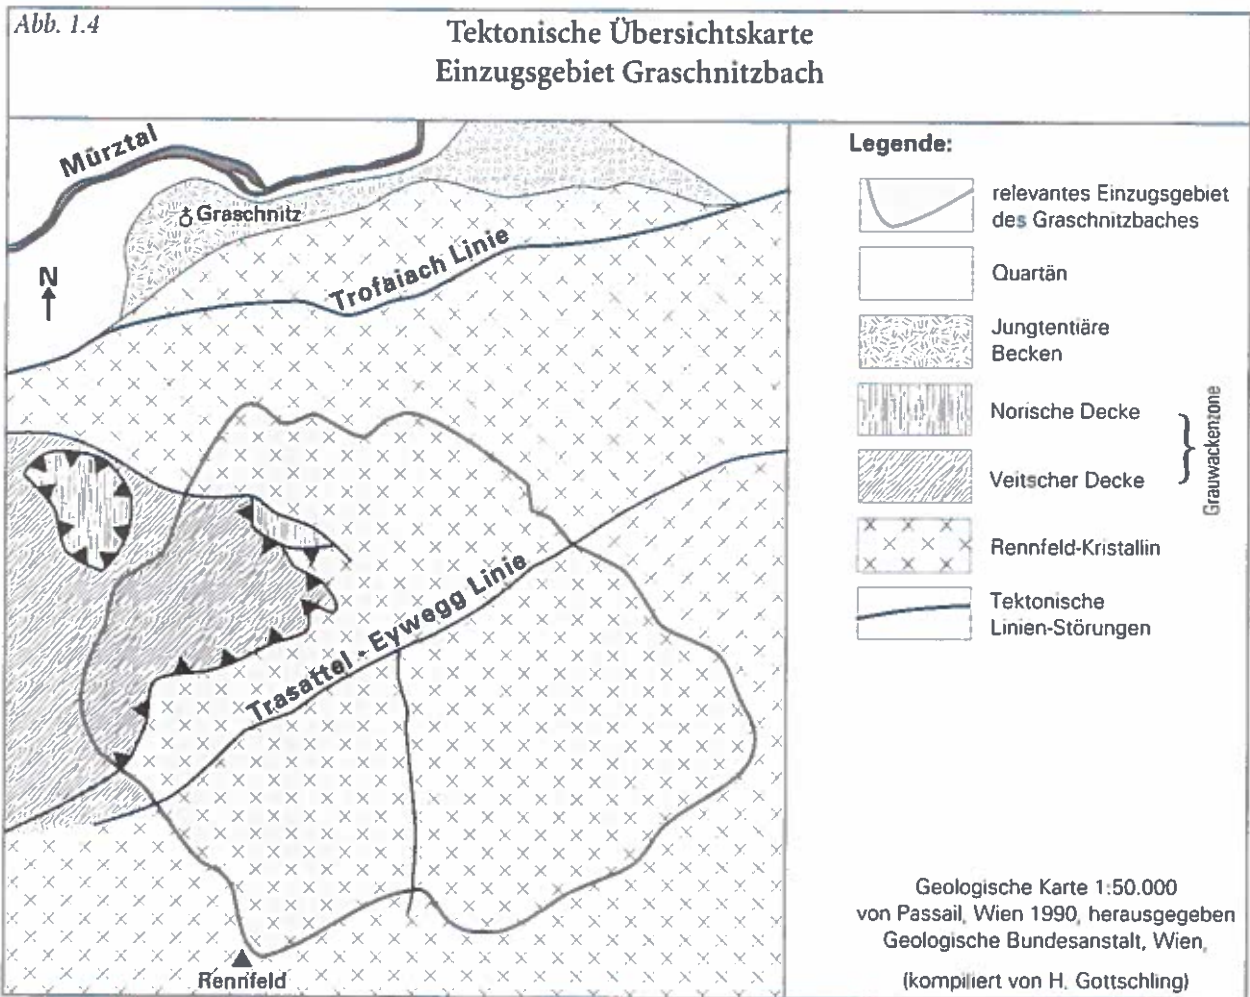 Abb. 1.4
Tektonische Übersichtskarte
Einzugsgebiet Graschnitzbach
Mürztal
Graschnitz
N
Trofaiach Linie
Trasattel - Eywegg Linie
Rennfeld
Legende:
relevantes Einzugsgebiet
des Graschnitzbaches
Quartän
Jungtentiäre
Becken
Norische Decke
Veitscher Decke
Grauwackenzone
Rennfeld-Kristallin
Tektonische
Linien-Störungen
Geologische Karte 1:50.000
von Passail, Wien 1990, herausgegeben
Geologische Bundesanstalt, Wien,
(kompiliert von H. Gottschling)